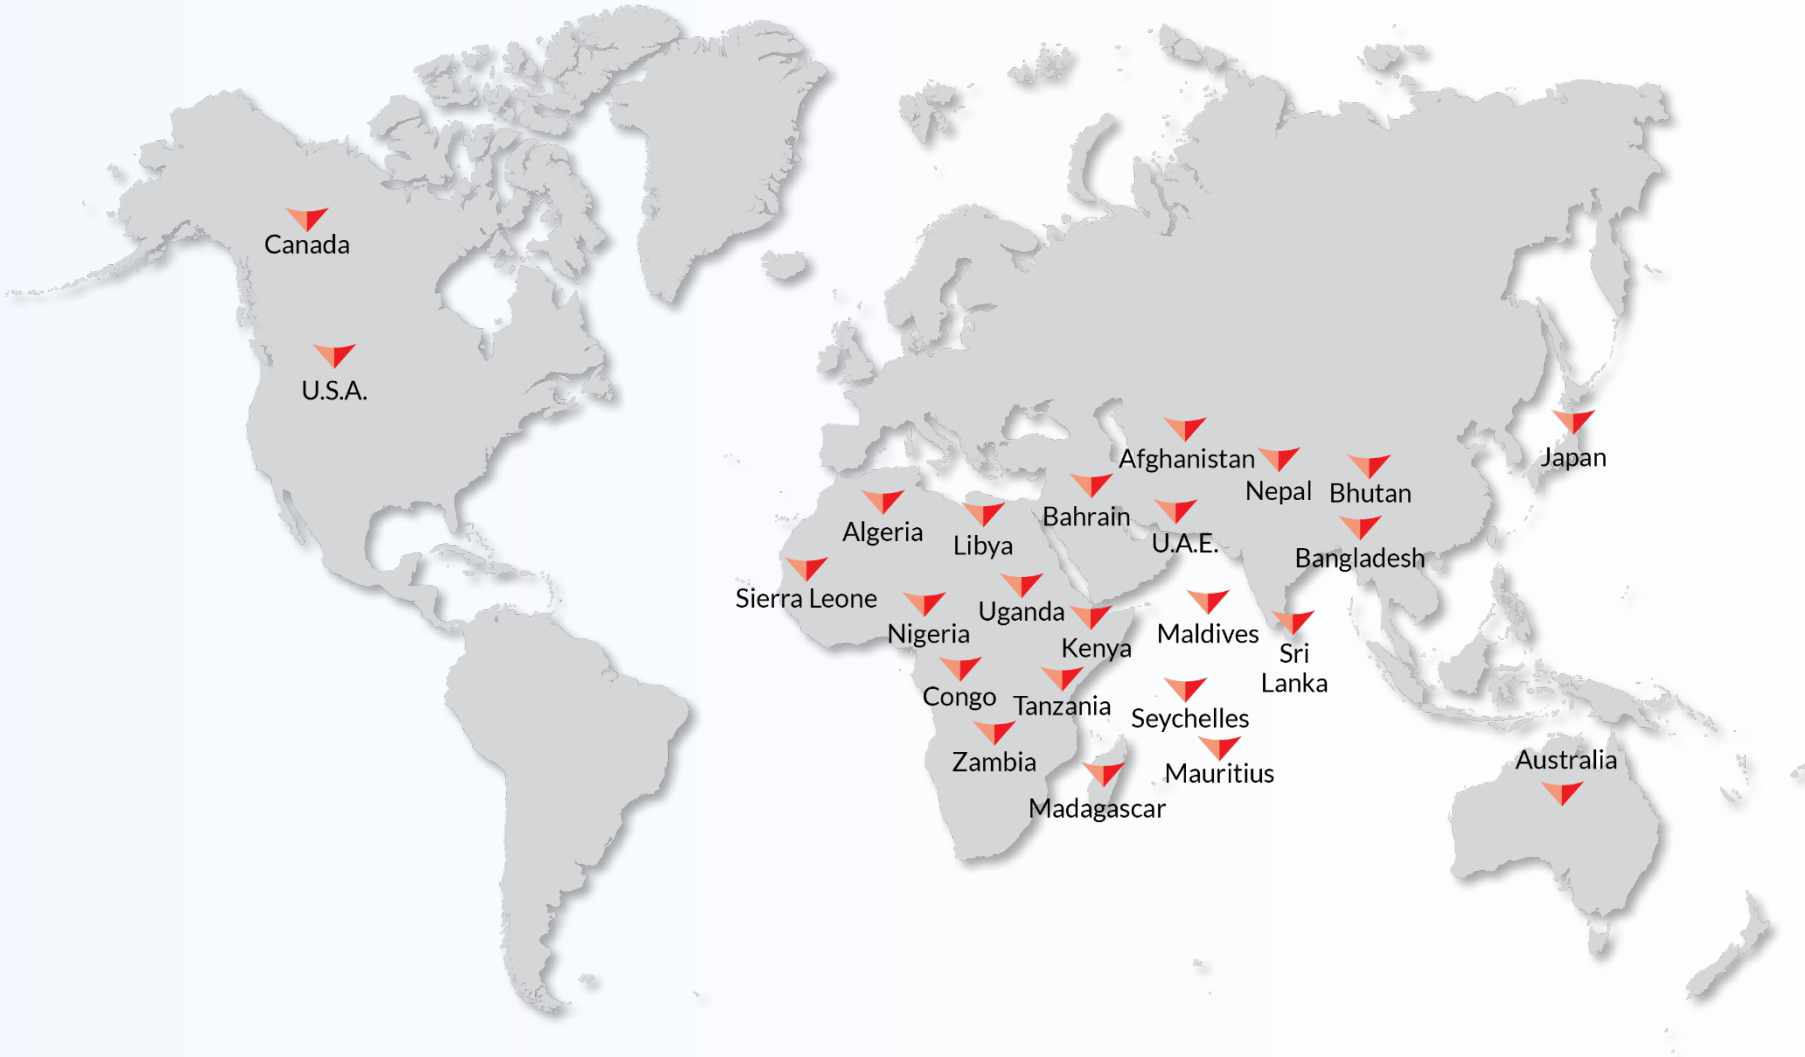 Canada
U.S.A.
Afghanistan
Japan
Nepal
Bhutan
Bahrain
Algeria
Libya
U.A.E.
Bangladesh
Sierra Leone
Uganda
Nigeria
Kenya
Maldives
Sri
Lanka
Congo
Tanzania
Seychelles
Zambia
Mauritius
Australia
Madagascar